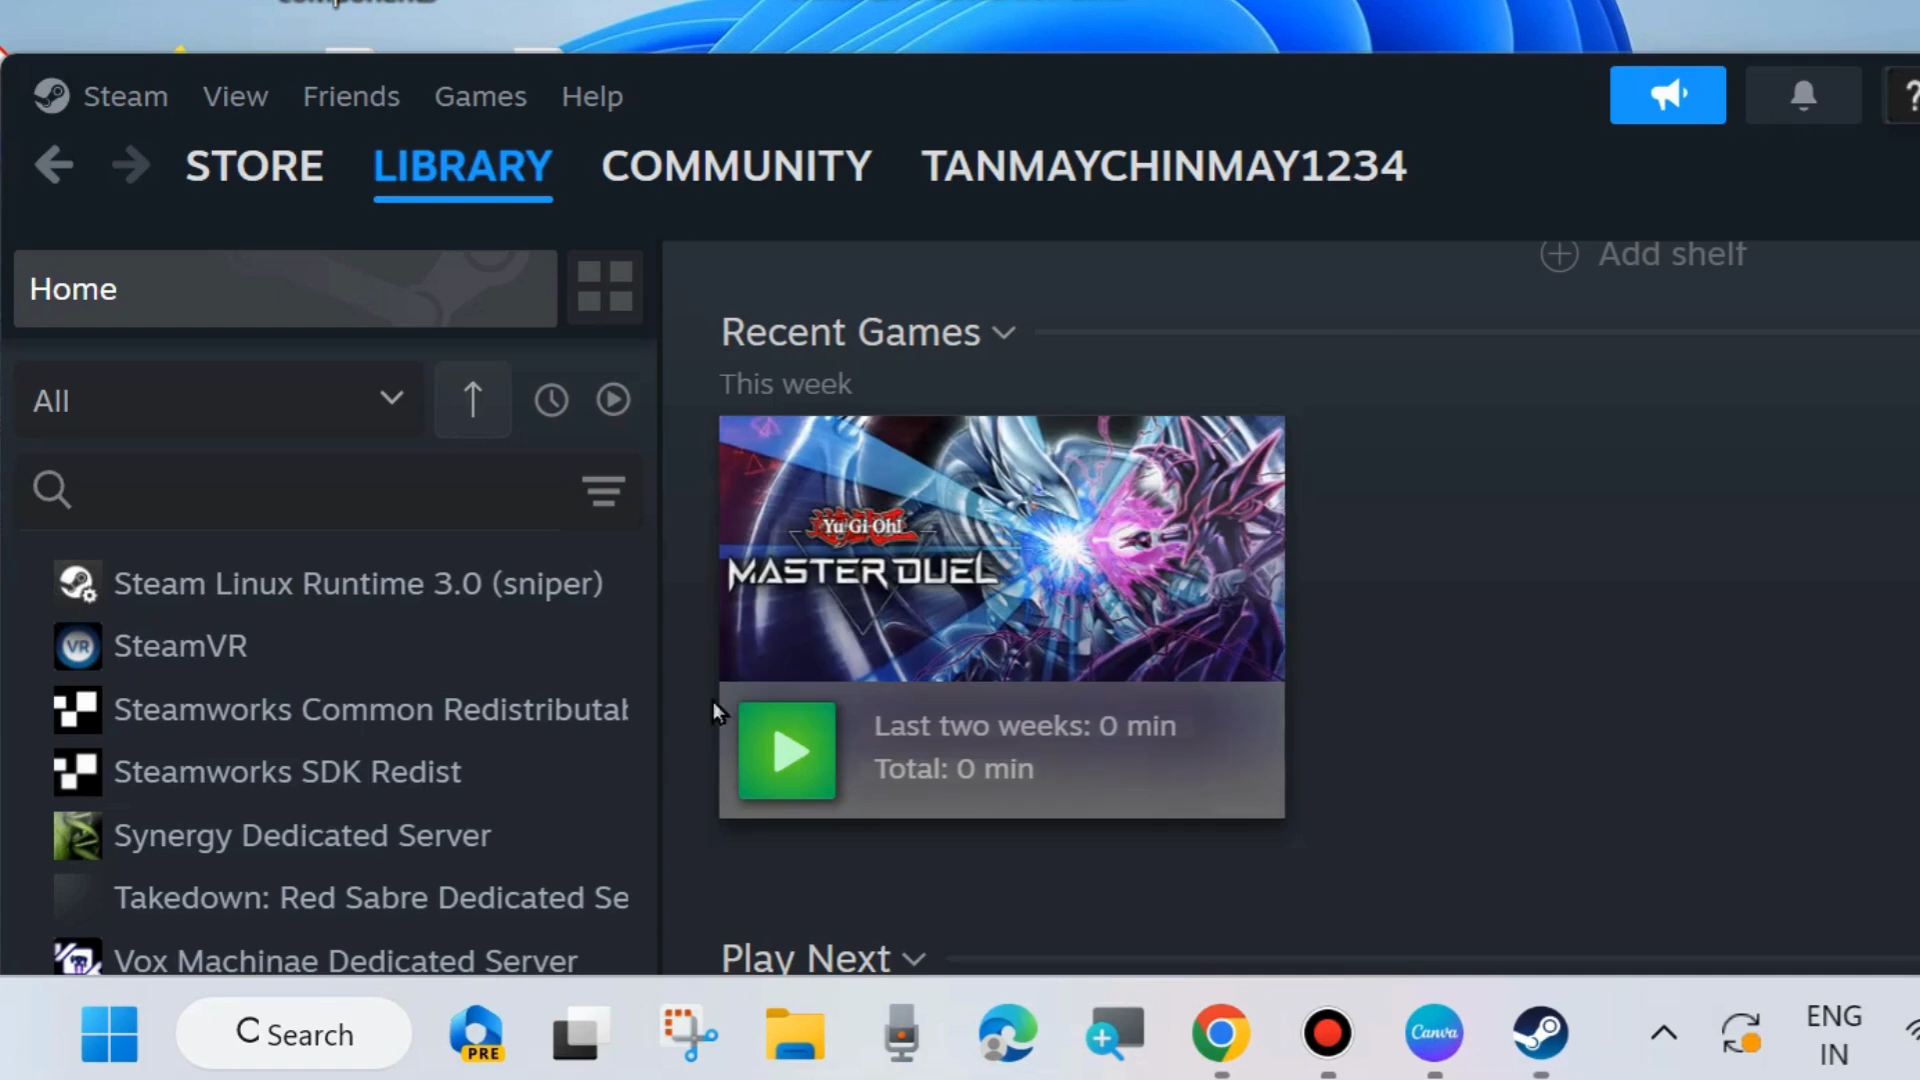 Steam View Friends Games Help
?
STORE LIBRARY COMMUNITY TANMAYCHINMAY1234
Home
Add shelf
Recent Games
This week
All
Yu-Gi-Oh!
MASTER DUEL
Steam Linux Runtime 3.0 (sniper)
SteamVR
VR
Steamworks Common Redistributab
Last two weeks: 0 min
Total: 0 min
Steamworks SDK Redist
Synergy Dedicated Server
Takedown: Red Sabre Dedicated Se
Vox Machinae Dedicated Server
Play Next
Search
PRE
Canva
ENG
IN